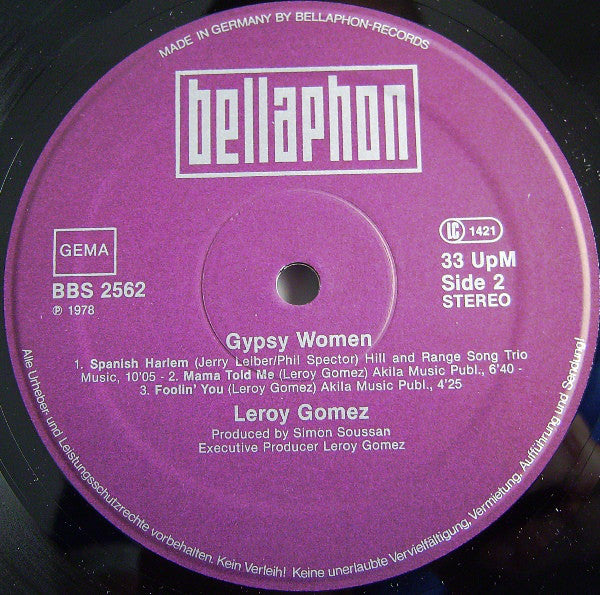 MADE IN GERMANY BY BELLAPHON-RECORDS
bellaphon
GEMA
BBS 2562
℗ 1978
LC 1421
33 UpM
Side 2
STEREO
Gypsy Women
1. Spanish Harlem (Jerry Leiber/Phil Spector) Hill and Range Song Trio
Music, 10'05 - 2. Mama Told Me (Leroy Gomez) Akila Music Publ., 6'40 -
3. Foolin' You (Leroy Gomez) Akila Music Publ., 4'25
Leroy Gomez
Produced by Simon Soussan
Executive Producer Leroy Gomez
Alle Urheber- und Leistungsschutzrechte vorbehalten. Kein Verleih! Keine unerlaubte Vervielfältigung, Vermietung, Aufführung und Sendung!